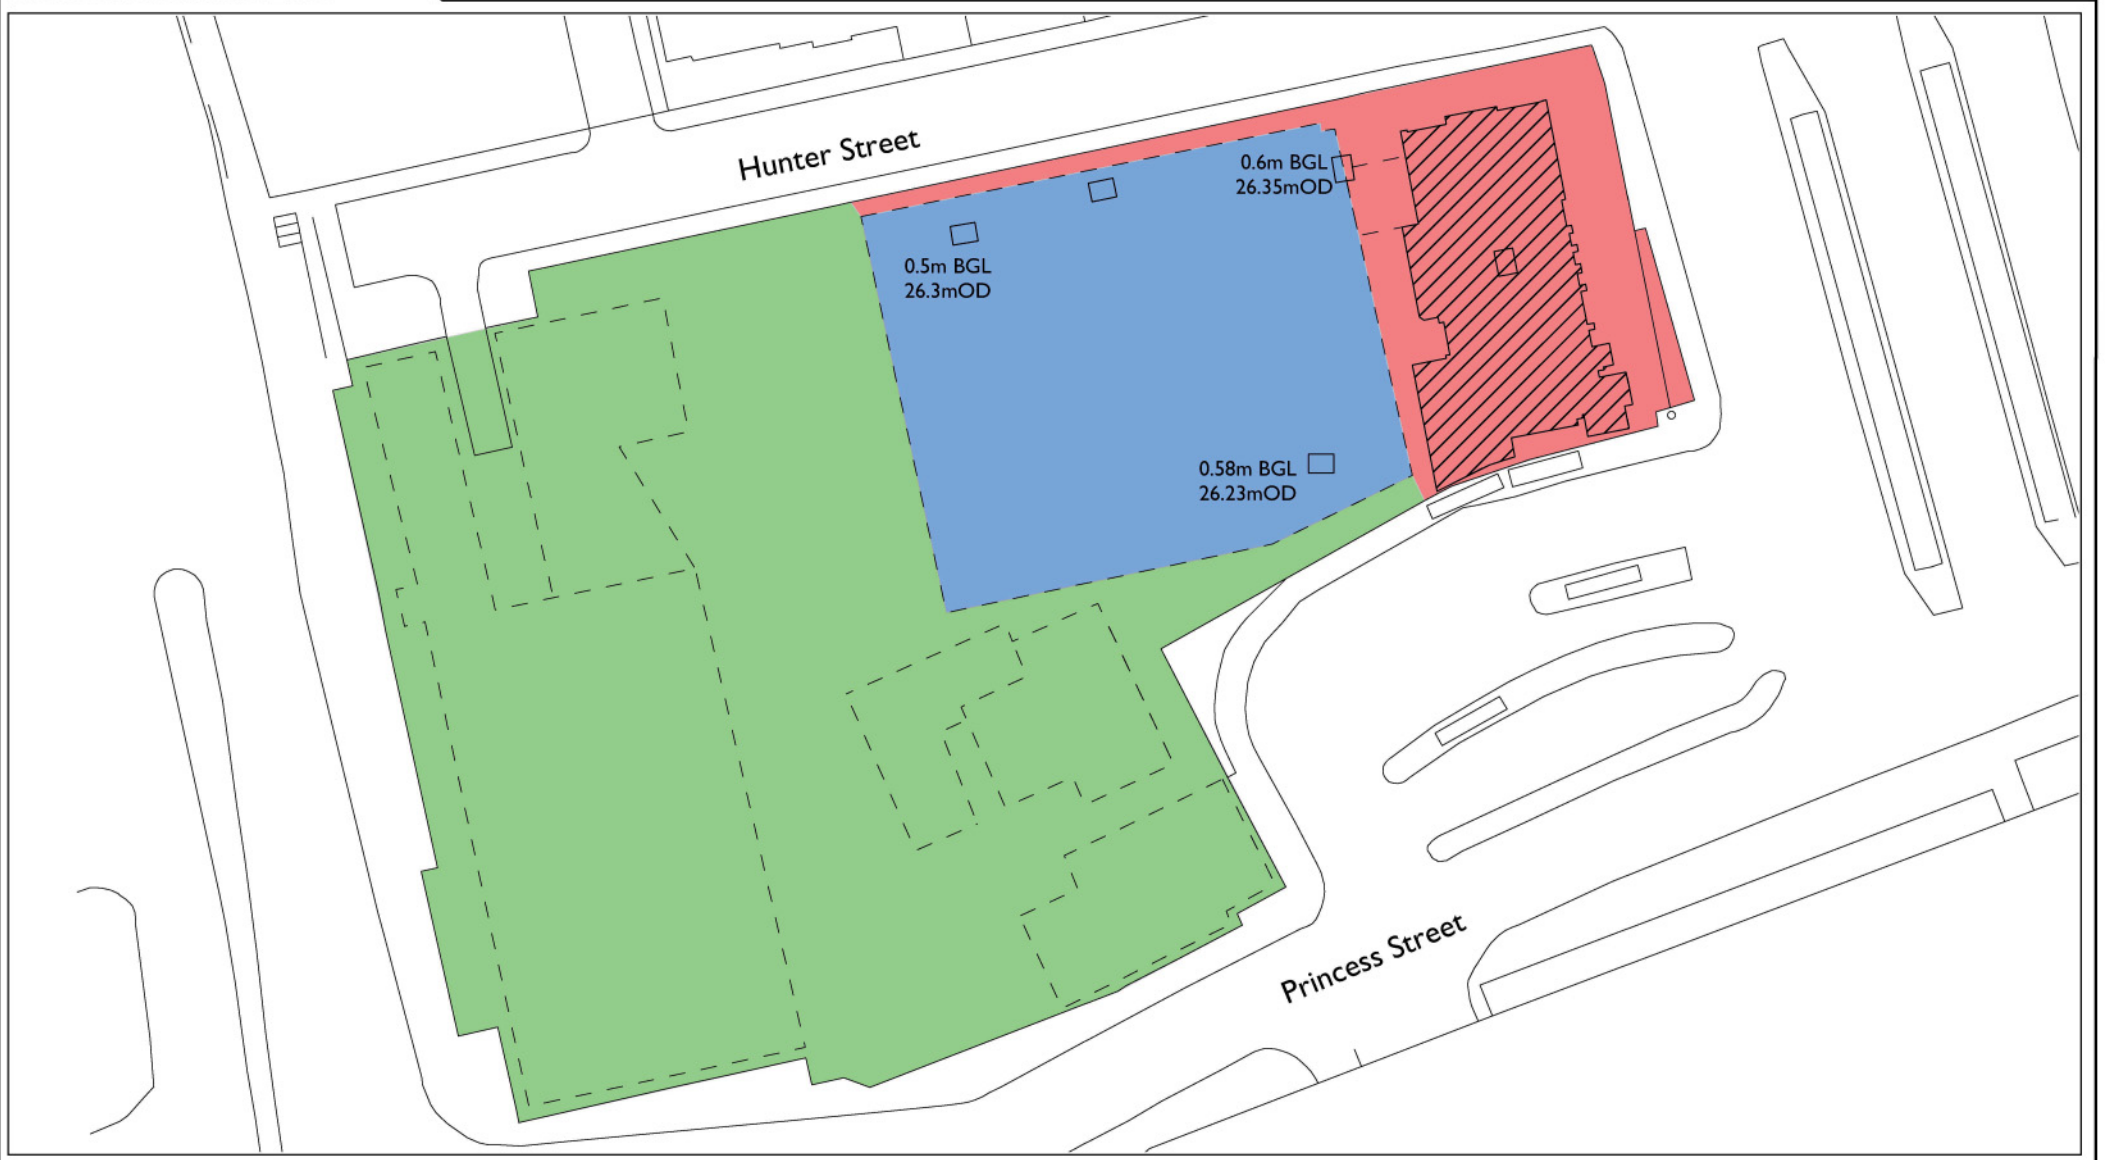 Hunter Street
0.6m BGL
26.35mOD
0.5m BGL
26.3mOD
0.58m BGL
26.23mOD
Princess Street